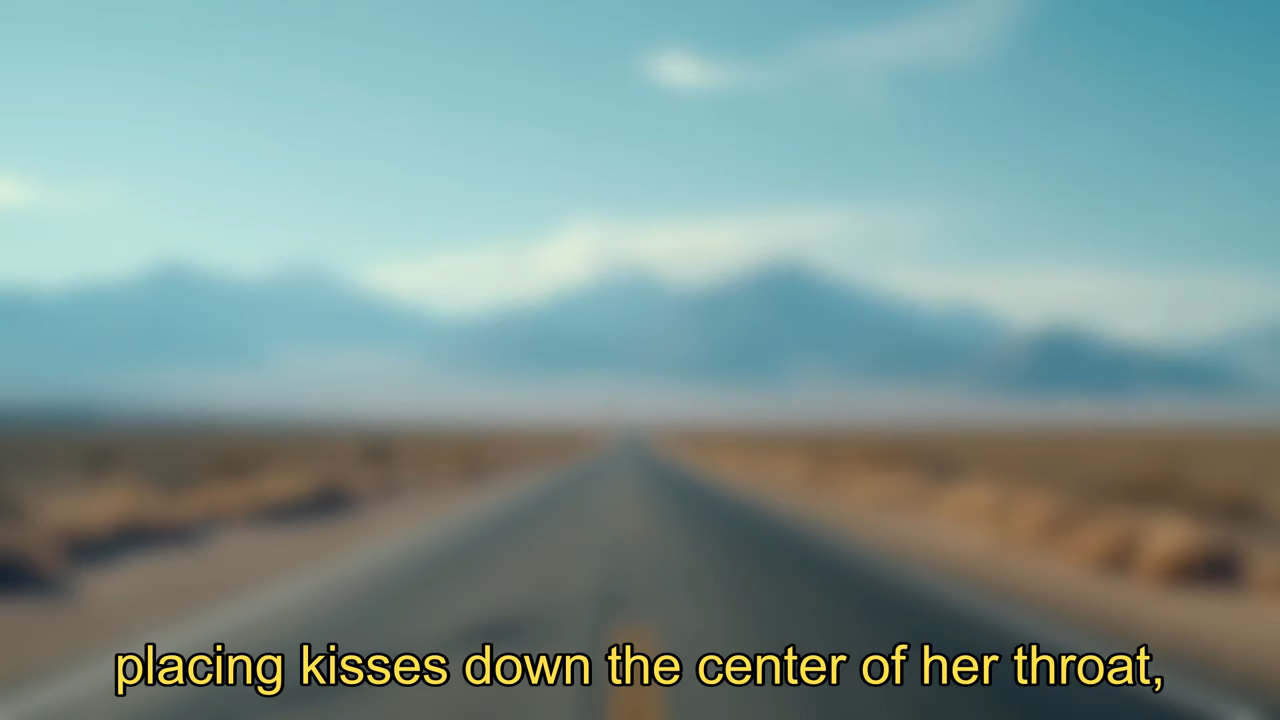 placing kisses down the center of her throat,